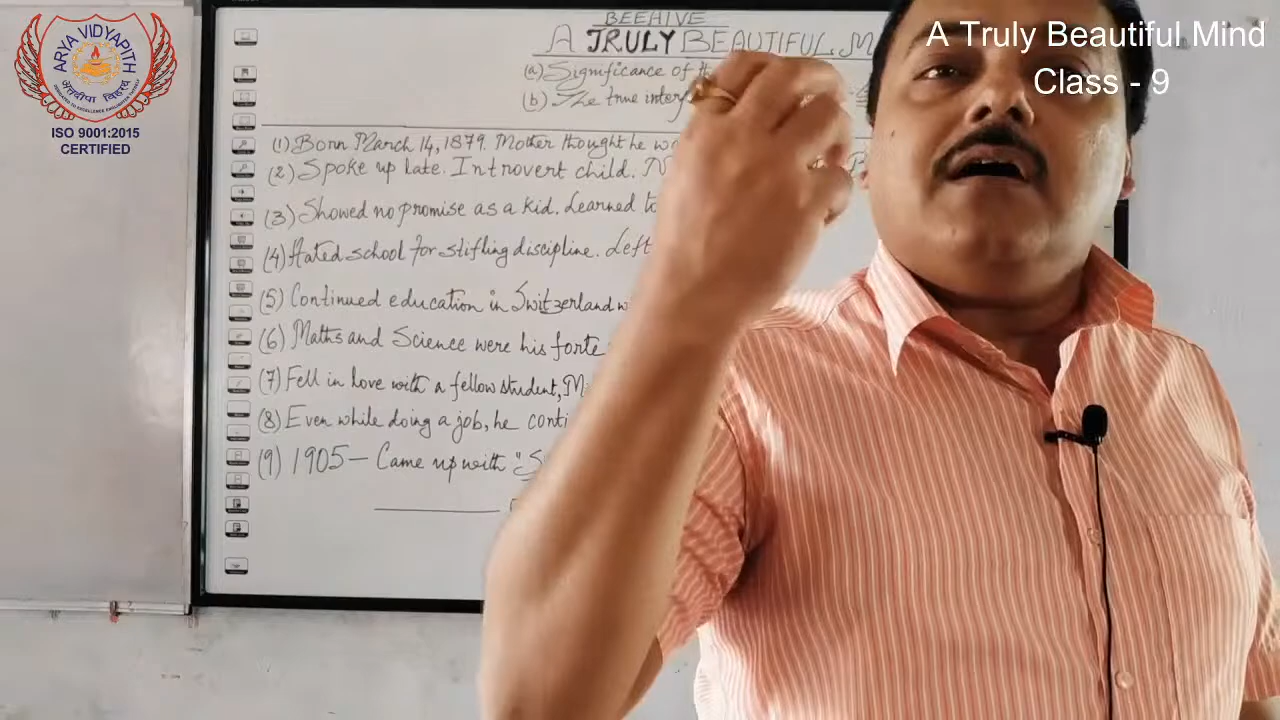 BEEHIVE
A TRULY BEAUTIFUL M
(a) Significance of
(b) The true
(1) Born March 14, 1879. Mother thought he
(2) Spoke up late. Introvert child.
(3) Showed no promise as a kid. Learned to
(4) Hated school for stifling discipline. Left
(5) Continued education in Switzerland
(6) Maths and Science were his forte
(7) Fell in love with a fellow student,
(8) Even while doing a job, he
(9) 1905— Came up with
A Truly Beautiful Mind
Class - 9
ARYA VIDYAPITH
ISO 9001:2015
CERTIFIED